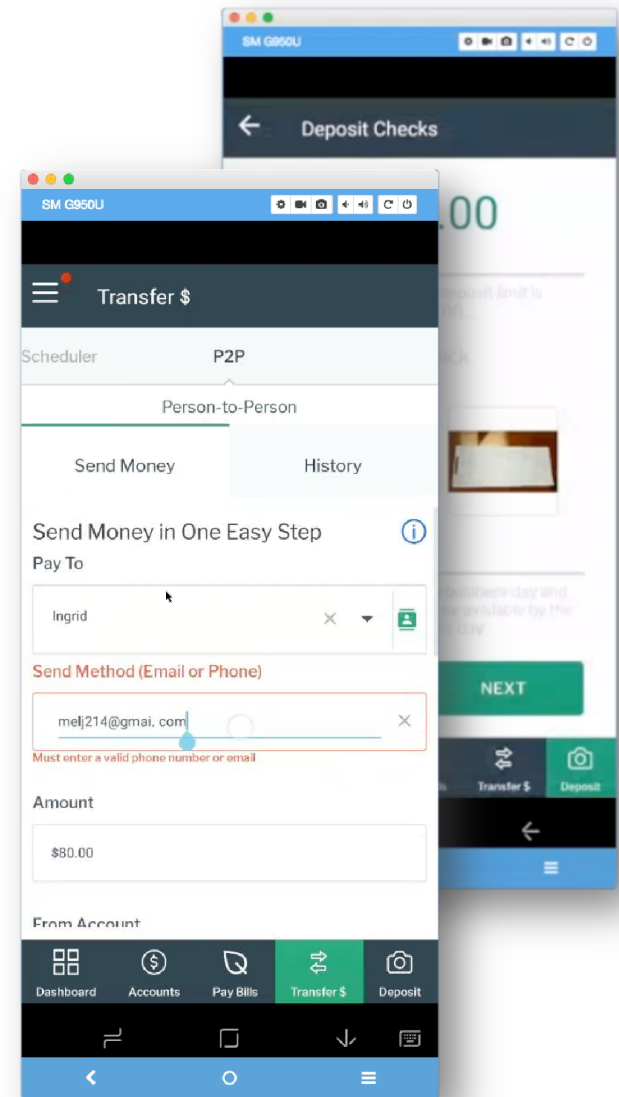 SM G950U
Deposit Checks
.00
NEXT
Transfer $
Deposit
SM G950U
Transfer $
Scheduler
P2P
Person-to-Person
Send Money
History
Send Money in One Easy Step
Pay To
Ingrid
Send Method (Email or Phone)
melj214@gmai. com
Must enter a valid phone number or email
Amount
$80.00
From Account
Dashboard
Accounts
Pay Bills
Transfer $
Deposit